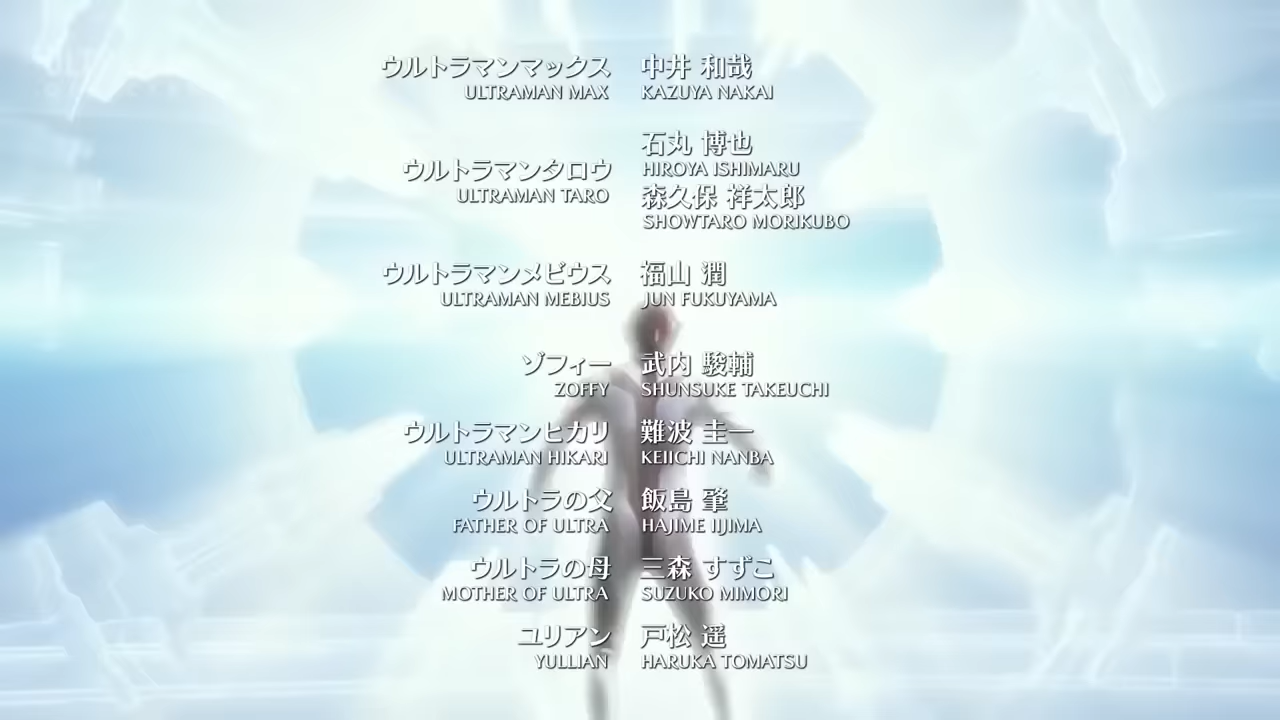 ウルトラマンマックス 中井 和哉
ULTRAMAN MAX KAZUYA NAKAI
石丸 博也
ウルトラマンタロウ HIROYA ISHIMARU
ULTRAMAN TARO 森久保 祥太郎
SHOWTARO MORIKUBO
ウルトラマンメビウス 福山 潤
ULTRAMAN MEBIUS JUN FUKUYAMA
ゾフィー 武内 駿輔
ZOFFY SHUNSUKE TAKEUCHI
ウルトラマンヒカリ 難波 圭一
ULTRAMAN HIKARI KEIICHI NANBA
ウルトラの父 飯島 肇
FATHER OF ULTRA HAJIME IIJIMA
ウルトラの母 三森 すずこ
MOTHER OF ULTRA SUZUKO MIMORI
ユリアン 戸松 遥
YULLIAN HARUKA TOMATSU